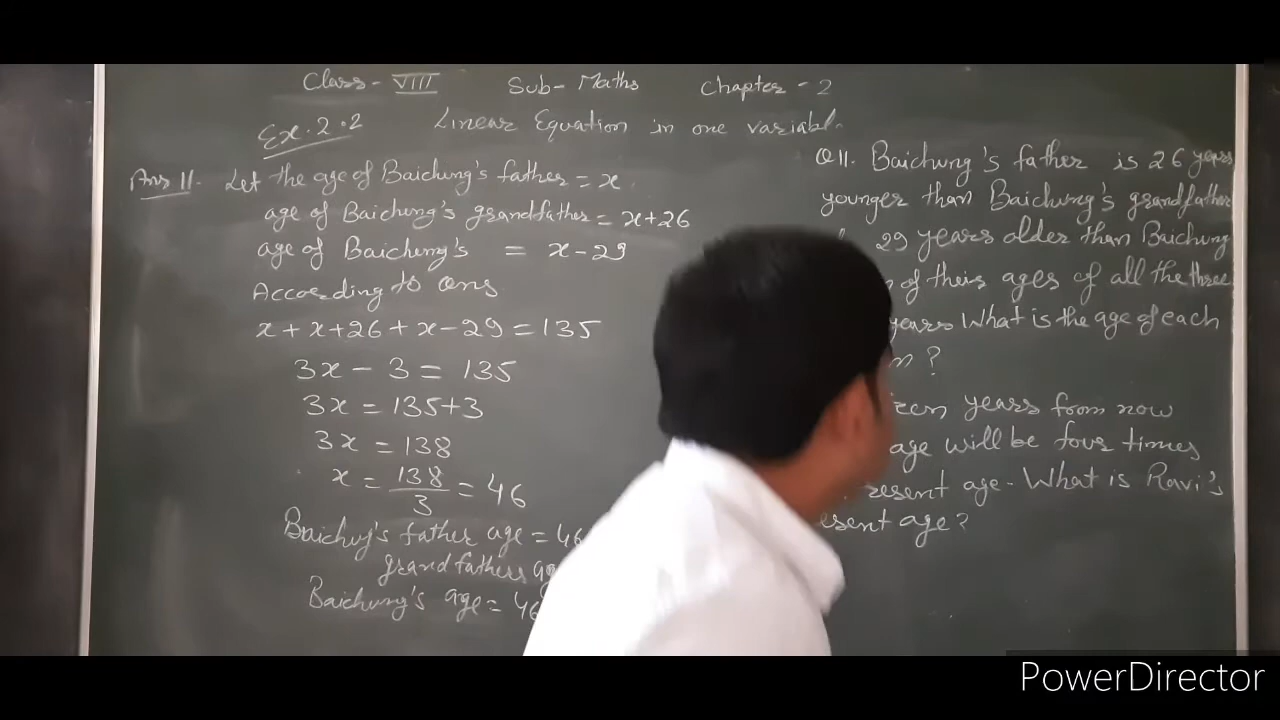 Class - VIII Sub - Maths Chapter - 2
Ex. 2.2 Linear Equation in one variabl
Ans 11. Let the age of Baichung's father = x.
age of Baichung's grandfather = x+26
age of Baichung's = x-29
According to Qns
x + x + 26 + x - 29 = 135
3x - 3 = 135
3x = 135+3
3x = 138
x = 138/3 = 46
Baichung's father age = 46
grandfathers ag
Baichung's age = 46
Q11. Baichung's father is 26 years
younger than Baichung's grandfather
29 years older than Baichung
of their ages of all the three
years What is the age of each
?
years from now
age will be four times
resent age. What is Ravi's
esent age?
PowerDirector